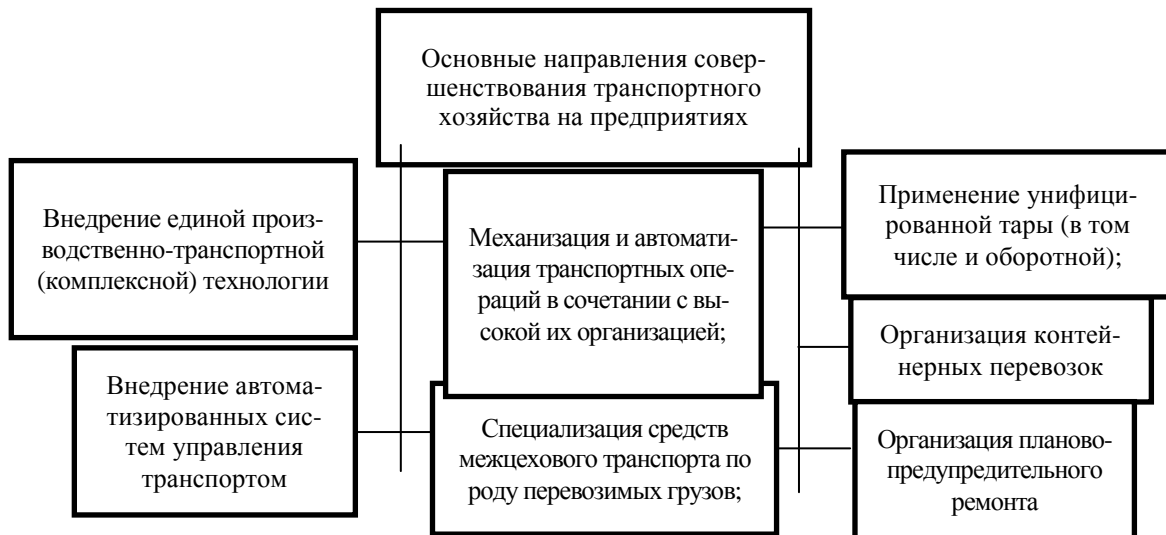 Основные направления совер-
шенствования транспортного
хозяйства на предприятиях
Внедрение единой произ-
водственно-транспортной
(комплексной) технологии
Механизация и автомати-
зация транспортных опе-
раций в сочетании с вы-
сокой их организацией;
Применение унифици-
рованной тары (в том
числе и оборотной);
Внедрение автома-
тизированных сис-
тем управления
транспортом
Специализация средств
межцехового транспорта по
роду перевозимых грузов;
Организация контей-
нерных перевозок
Организация планово-
предупредительного
ремонта